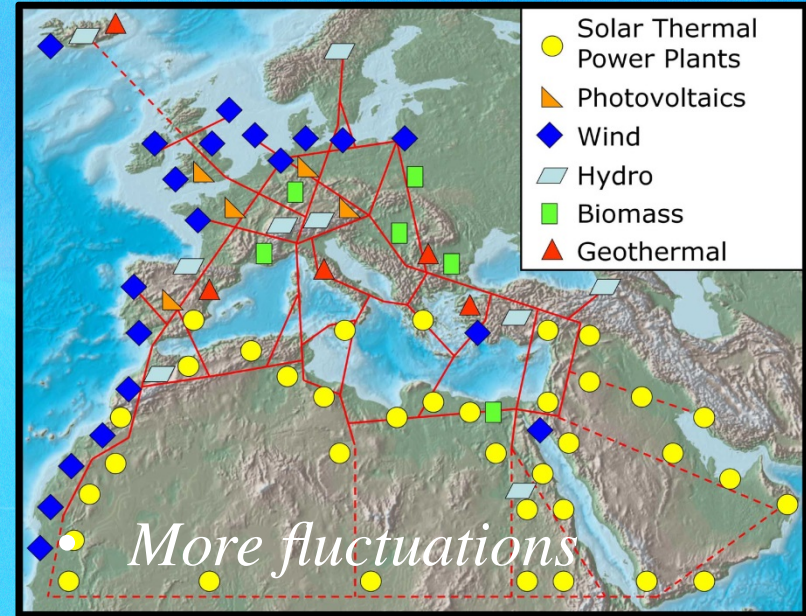 Solar Thermal
Power Plants
Photovoltaics
Wind
Hydro
Biomass
Geothermal
• More fluctuations